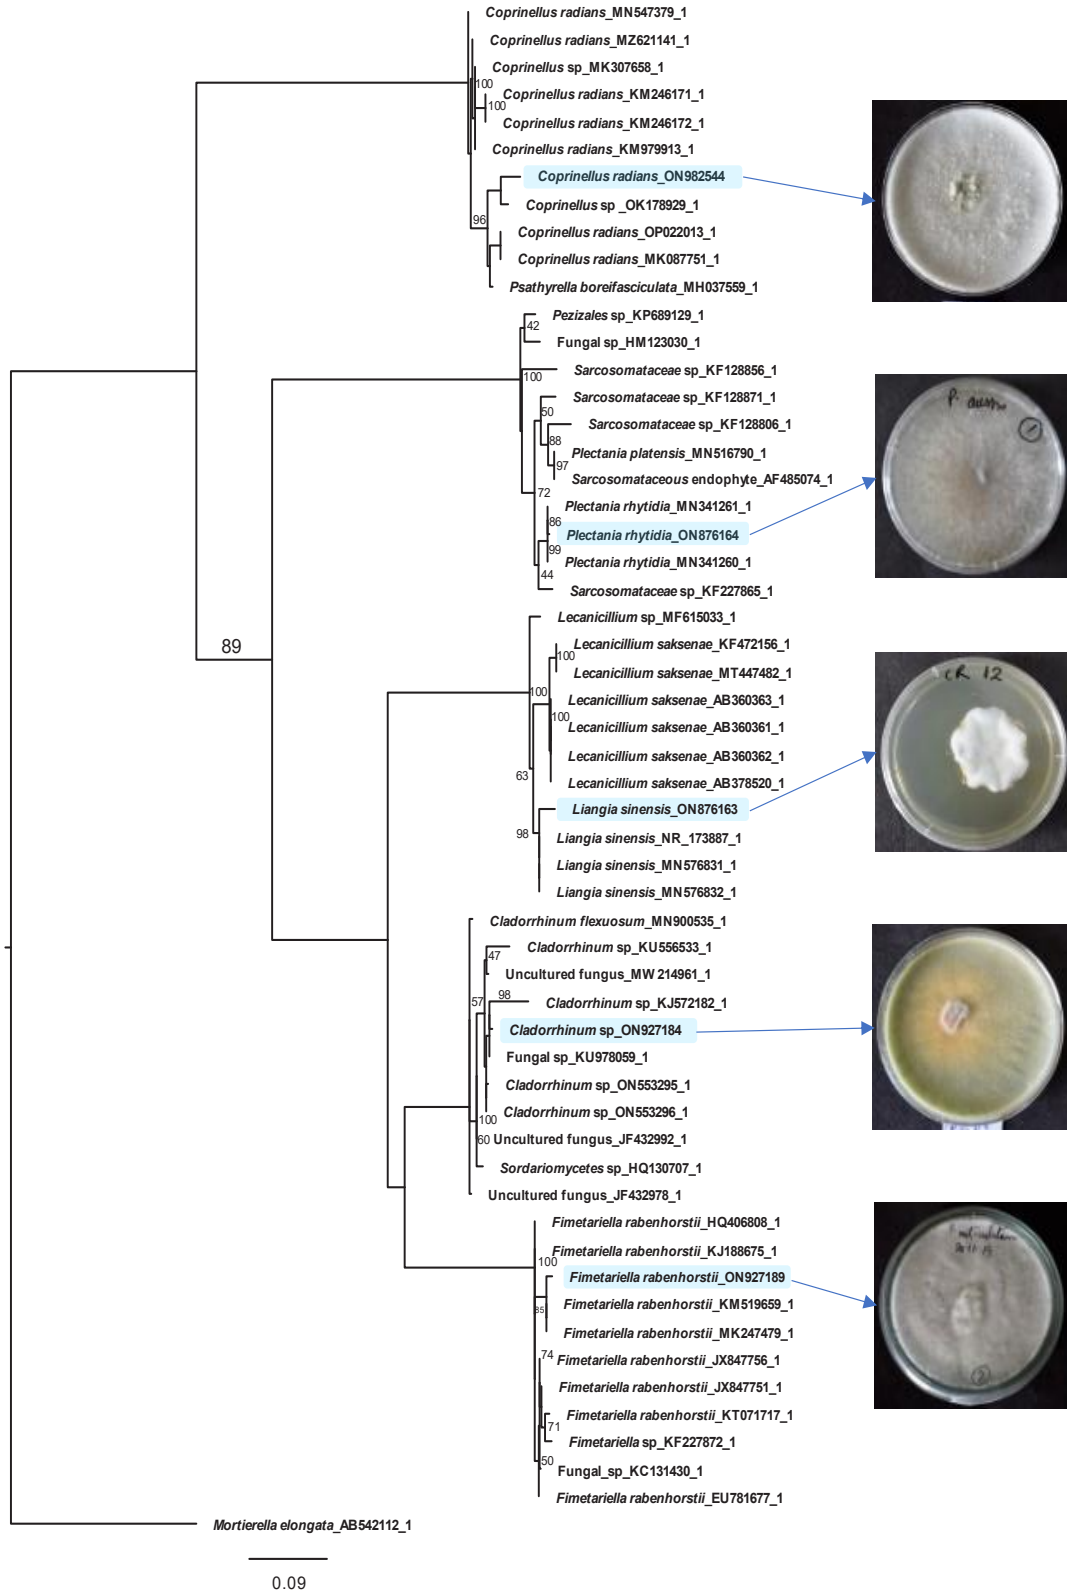 Coprinellus radians_MN547379_1
Coprinellus radians_MZ621141_1
Coprinellus sp_MK307658_1
100
Coprinellus radians_KM246171_1
100
Coprinellus radians_KM246172_1
Coprinellus radians_KM979913_1
Coprinellus radians_ON982544
Coprinellus sp _OK178929_1
96
Coprinellus radians_OP022013_1
Coprinellus radians_MK087751_1
Psathyrella boreifasciculata_MH037559_1
Pezizales sp_KP689129_1
42
Fungal sp_HM123030_1
Sarcosomataceae sp_KF128856_1
100
Sarcosomataceae sp_KF128871_1
50
Sarcosomataceae sp_KF128806_1
88
Plectania platensis_MN516790_1
97
Sarcosomataceous endophyte_AF485074_1
72
Plectania rhytidia_MN341261_1
86
Plectania rhytidia_ON876164
99
Plectania rhytidia_MN341260_1
44
Sarcosomataceae sp_KF227865_1
Lecanicillium sp_MF615033_1
89
Lecanicillium saksenae_KF472156_1
100
Lecanicillium saksenae_MT447482_1
100
Lecanicillium saksenae_AB360363_1
100
Lecanicillium saksenae_AB360361_1
Lecanicillium saksenae_AB360362_1
63
Lecanicillium saksenae_AB378520_1
Liangia sinensis_ON876163
98
Liangia sinensis_NR_173887_1
Liangia sinensis_MN576831_1
Liangia sinensis_MN576832_1
Cladorrhinum flexuosum_MN900535_1
Cladorrhinum sp_KU556533_1
47
Uncultured fungus_MW214961_1
98
57
Cladorrhinum sp_KJ572182_1
Cladorrhinum sp_ON927184
Fungal sp_KU978059_1
Cladorrhinum sp_ON553295_1
Cladorrhinum sp_ON553296_1
100
60
Uncultured fungus_JF432992_1
Sordariomycetes sp_HQ130707_1
Uncultured fungus_JF432978_1
Fimetariella rabenhorstii_HQ406808_1
Fimetariella rabenhorstii_KJ188675_1
100
Fimetariella rabenhorstii_ON927189
Fimetariella rabenhorstii_KM519659_1
85
Fimetariella rabenhorstii_MK247479_1
74
Fimetariella rabenhorstii_JX847756_1
Fimetariella rabenhorstii_JX847751_1
Fimetariella rabenhorstii_KT071717_1
71
Fimetariella sp_KF227872_1
50
Fungal_sp_KC131430_1
Fimetariella rabenhorstii_EU781677_1
Mortierella elongata_AB542112_1
0.09
P.
1
CR 12
2